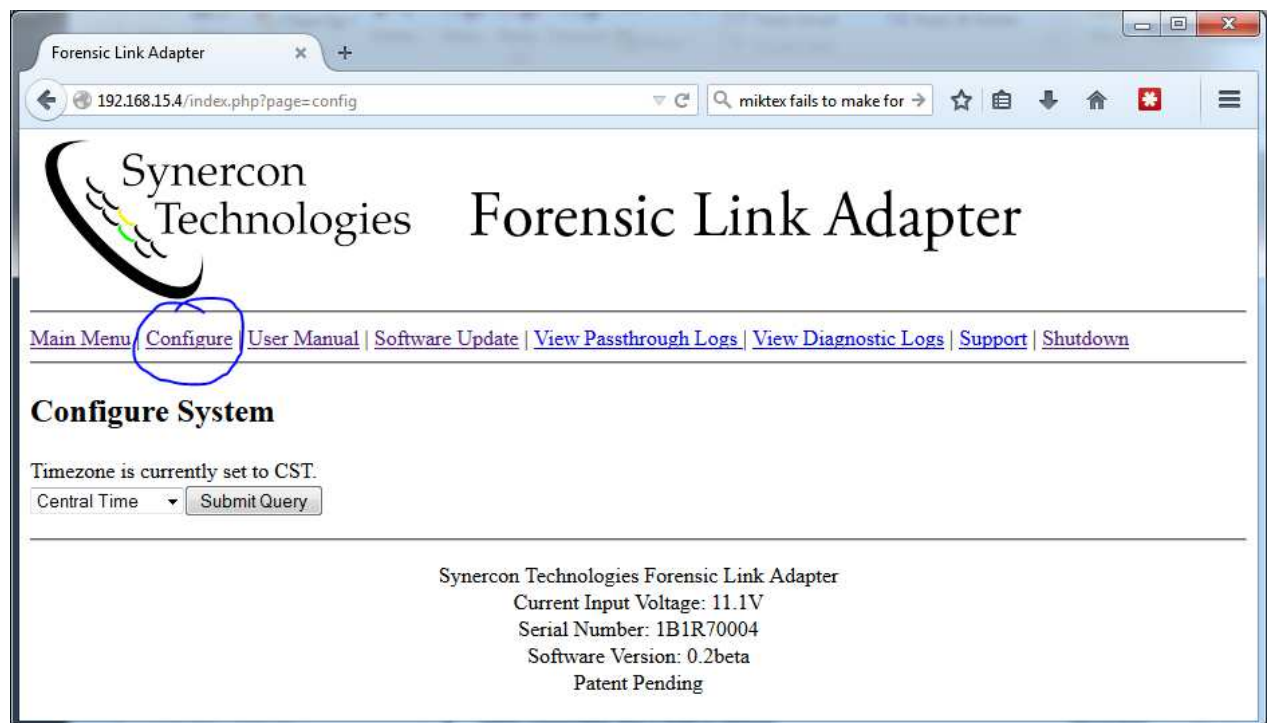 Forensic Link Adapter
192.168.15.4/index.php?page=config
miktex fails to make for
Synercon
Technologies
Forensic Link Adapter
Main Menu | Configure | User Manual | Software Update | View Passthrough Logs | View Diagnostic Logs | Support | Shutdown
Configure System
Timezone is currently set to CST.
Central Time Submit Query
Synercon Technologies Forensic Link Adapter
Current Input Voltage: 11.1V
Serial Number: 1B1R70004
Software Version: 0.2beta
Patent Pending